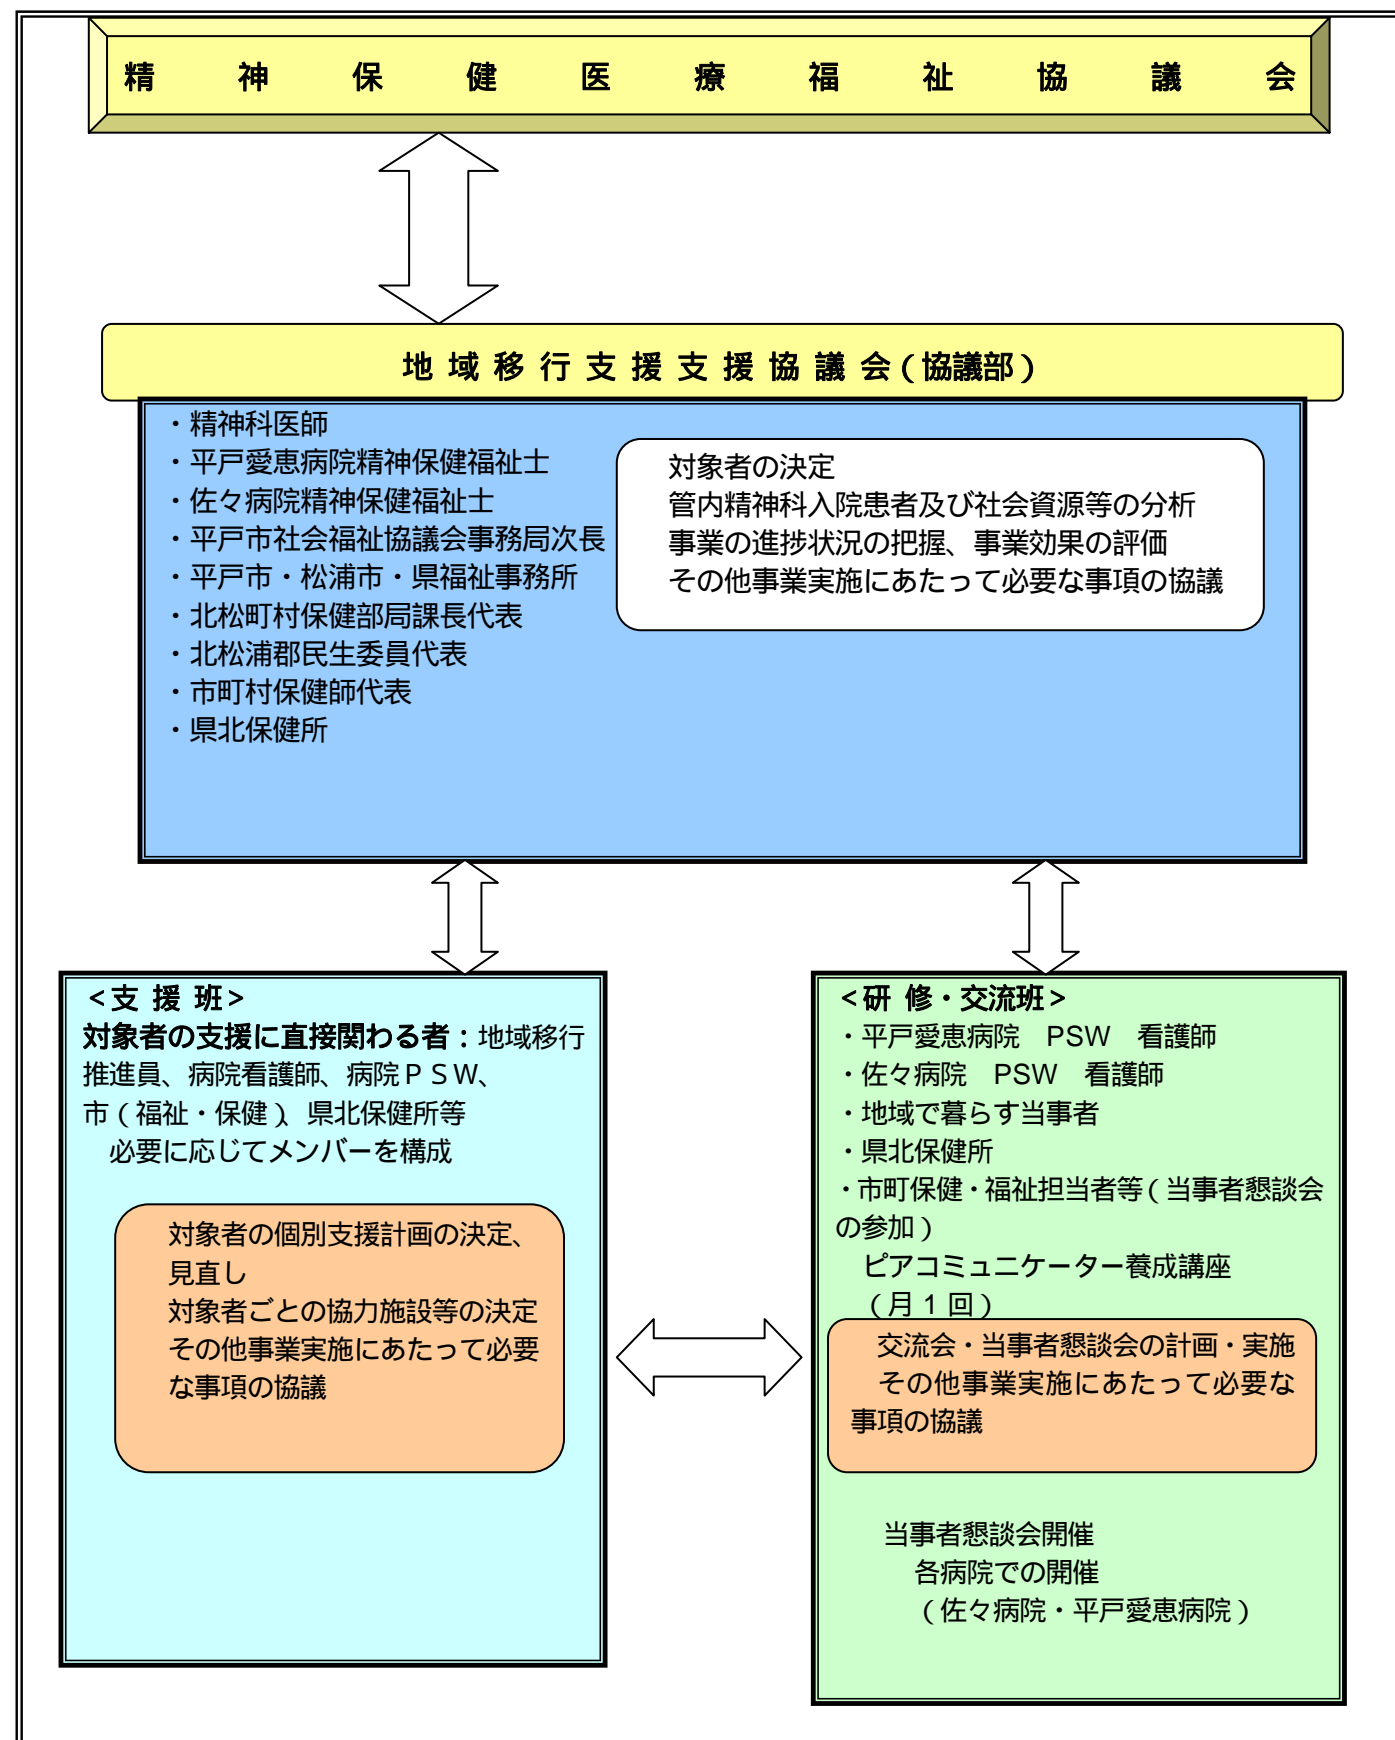 精神保健医療福祉協議会
地域移行支援支援協議会（協議部）
・精神科医師
・平戸愛恵病院精神保健福祉士
・佐々病院精神保健福祉士
・平戸市社会福祉協議会事務局次長
・平戸市・松浦市・県福祉事務所
・北松町村保健部局課長代表
・北松浦郡民生委員代表
・市町村保健師代表
・県北保健所
対象者の決定
管内精神科入院患者及び社会資源等の分析
事業の進捗状況の把握、事業効果の評価
その他事業実施にあたって必要な事項の協議
＜支 援 班＞
対象者の支援に直接関わる者：地域移行
推進員、病院看護師、病院ＰＳＷ、
市（福祉・保健）、県北保健所等
必要に応じてメンバーを構成
対象者の個別支援計画の決定、
見直し
対象者ごとの協力施設等の決定
その他事業実施にあたって必要
な事項の協議
＜研 修・交流班＞
・平戸愛恵病院　PSW　看護師
・佐々病院　PSW　看護師
・地域で暮らす当事者
・県北保健所
・市町保健・福祉担当者等（当事者懇談会
の参加）
ピアコミュニケーター養成講座
（月１回）
交流会・当事者懇談会の計画・実施
その他事業実施にあたって必要な
事項の協議
当事者懇談会開催
各病院での開催
（佐々病院・平戸愛恵病院）